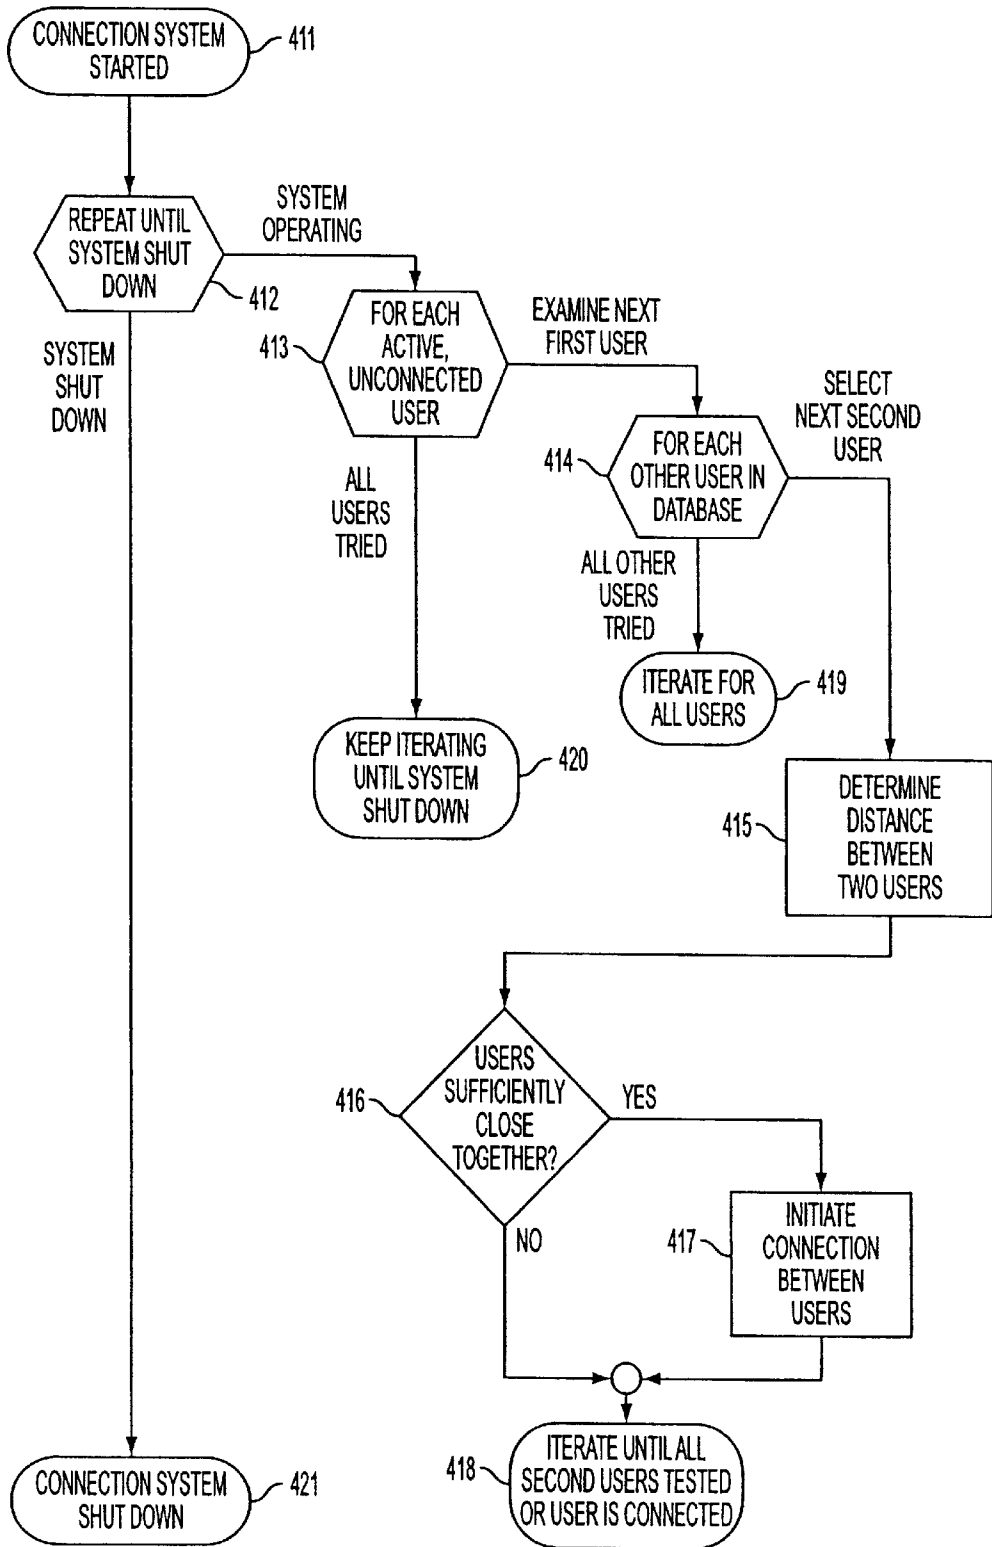 CONNECTION SYSTEM
STARTED
411
REPEAT UNTIL
SYSTEM SHUT
DOWN
412
SYSTEM
OPERATING
SYSTEM
SHUT
DOWN
413
FOR EACH
ACTIVE,
UNCONNECTED
USER
EXAMINE NEXT
FIRST USER
ALL
USERS
TRIED
414
FOR EACH
OTHER USER IN
DATABASE
SELECT
NEXT SECOND
USER
ALL OTHER
USERS
TRIED
ITERATE FOR
ALL USERS
419
KEEP ITERATING
UNTIL SYSTEM
SHUT DOWN
420
415
DETERMINE
DISTANCE
BETWEEN
TWO USERS
416
USERS
SUFFICIENTLY
CLOSE
TOGETHER?
YES
NO
417
INITIATE
CONNECTION
BETWEEN
USERS
418
ITERATE UNTIL ALL
SECOND USERS TESTED
OR USER IS CONNECTED
CONNECTION SYSTEM
SHUT DOWN
421